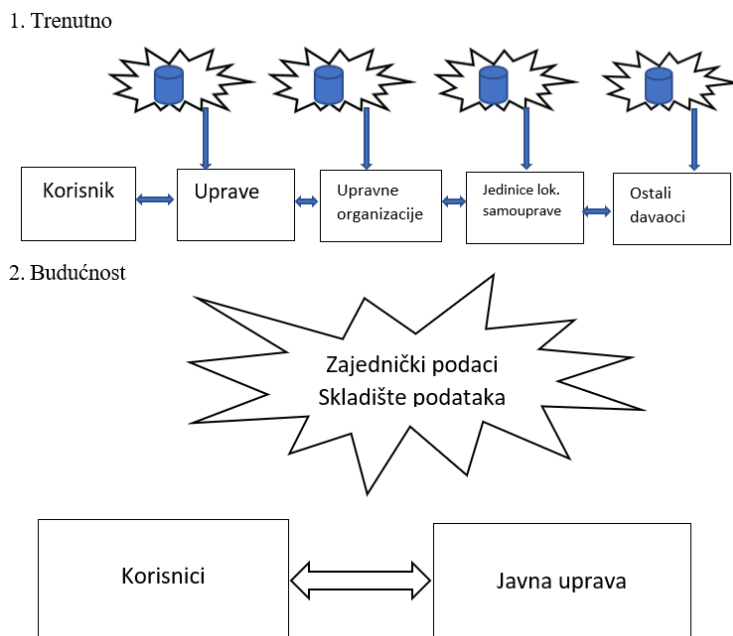 1. Trenutno
Korisnik
Uprave
Upravne
organizacije
Jedinice lok.
samouprave
Ostali
davaoci
2. Budućnost
Zajednički podaci
Skladište podataka
Korisnici
Javna uprava